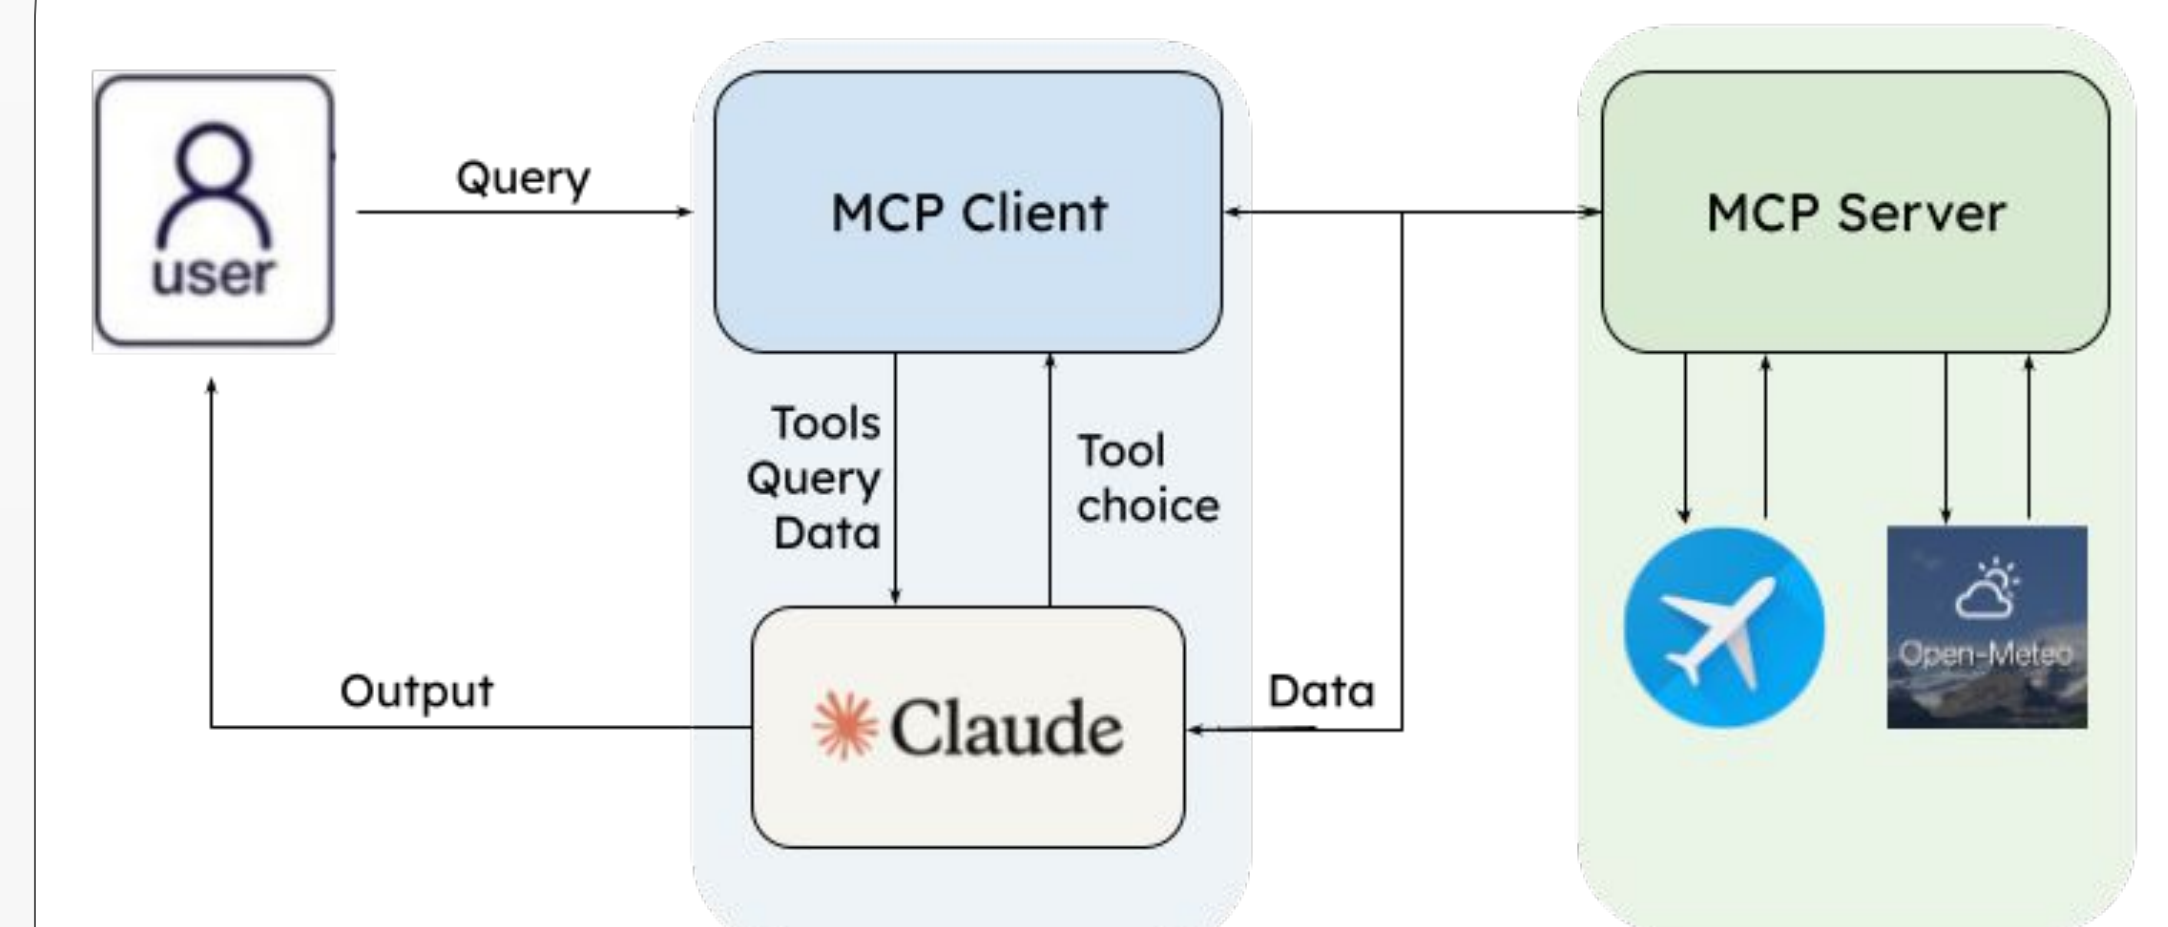 user
Query
MCP Client
MCP Server
Tools
Query
Data
Tool
choice
Open-Meteo
Output
Claude
Data